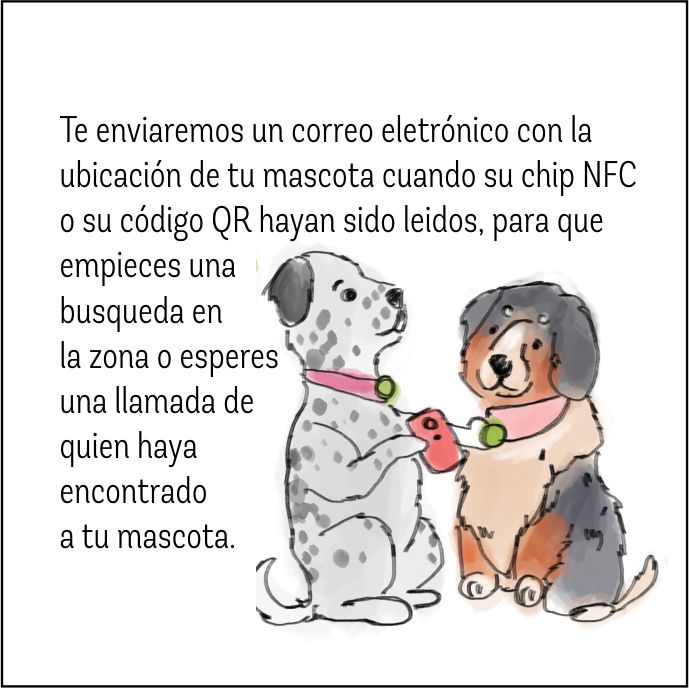 Te enviaremos un correo eletrónico con la
ubicación de tu mascota cuando su chip NFC
o su código QR hayan sido leidos, para que
empieces una
busqueda en
la zona o esperes
una llamada de
quien haya
encontrado
a tu mascota.